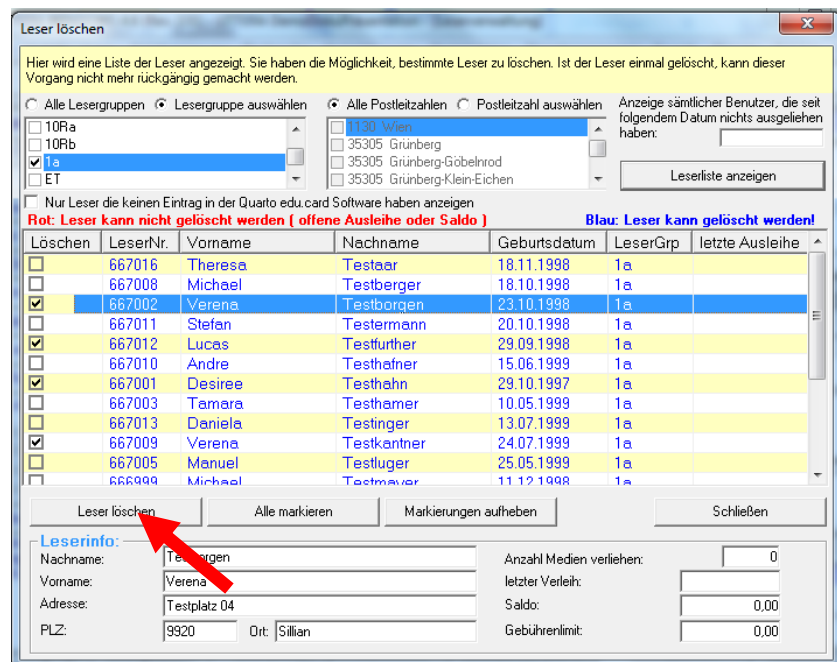 Leser löschen
Hier wird eine Liste der Leser angezeigt. Sie haben die Möglichkeit, bestimmte Leser zu löschen. Ist der Leser einmal gelöscht, kann dieser
Vorgang nicht mehr rückgängig gemacht werden.
Alle Lesergruppen Lesergruppe auswählen Alle Postleitzahlen Postleitzahl auswählen
Anzeige sämtlicher Benutzer, die seit
folgendem Datum nichts ausgeliehen
haben:
10Ra
10Rb
1a
ET
1130 Wien
35305 Grünberg
35305 Grünberg-Göbelnrod
35305 Grünberg-Klein-Eichen
Leserliste anzeigen
Nur Leser die keinen Eintrag in der Quarto edu.card Software haben anzeigen
Rot: Leser kann nicht gelöscht werden ( offene Ausleihe oder Saldo ) Blau: Leser kann gelöscht werden!
Löschen LeserNr. Vorname Nachname Geburtsdatum LeserGrp letzte Ausleihe
667016 Theresa Testaar 18.11.1998 1a
667008 Michael Testberger 18.10.1998 1a
667002 Verena Testborgen 23.10.1998 1a
667011 Stefan Testermann 20.10.1998 1a
667012 Lucas Testfurther 29.09.1998 1a
667010 Andre Testhafner 15.06.1999 1a
667001 Desiree Testhahn 29.10.1997 1a
667003 Tamara Testhamer 10.05.1999 1a
667013 Daniela Testinger 13.07.1999 1a
667009 Verena Testkantner 24.07.1999 1a
667005 Manuel Testluger 25.05.1999 1a
666999 Michael Testmayer 11.12.1998 1a
Leser löschen Alle markieren Markierungen aufheben Schließen
Leserinfo:
Nachname: Testborgen Anzahl Medien verliehen: 0
Vorname: Verena letzter Verleih:
Adresse: Testplatz 04 Saldo: 0,00
PLZ: 9920 Ort: Sillian Gebührenlimit: 0,00